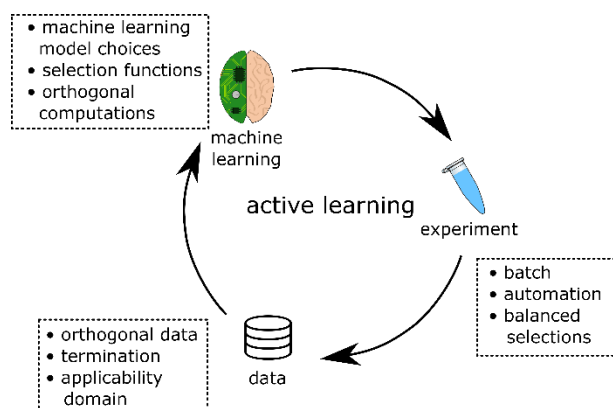 • machine learning
model choices
• selection functions
• orthogonal
computations
machine
learning
active learning
experiment
• batch
• automation
• balanced
selections
• orthogonal data
• termination
• applicability
domain
data